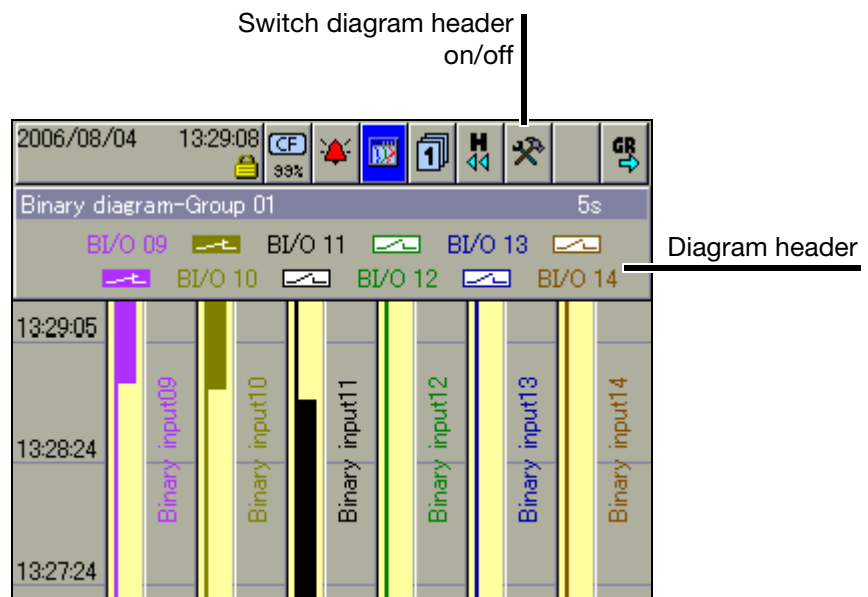 Switch diagram header
on/off
2006/08/04 13:29:08 CF 1 H GR
99%
Binary diagram-Group 01 5s
BI/O 09 BI/O 11 BI/O 13
Diagram header
BI/O 10 BI/O 12 BI/O 14
13:29:05
Binary input09
Binary input10
Binary input11
Binary input12
Binary input13
Binary input14
13:28:24
13:27:24